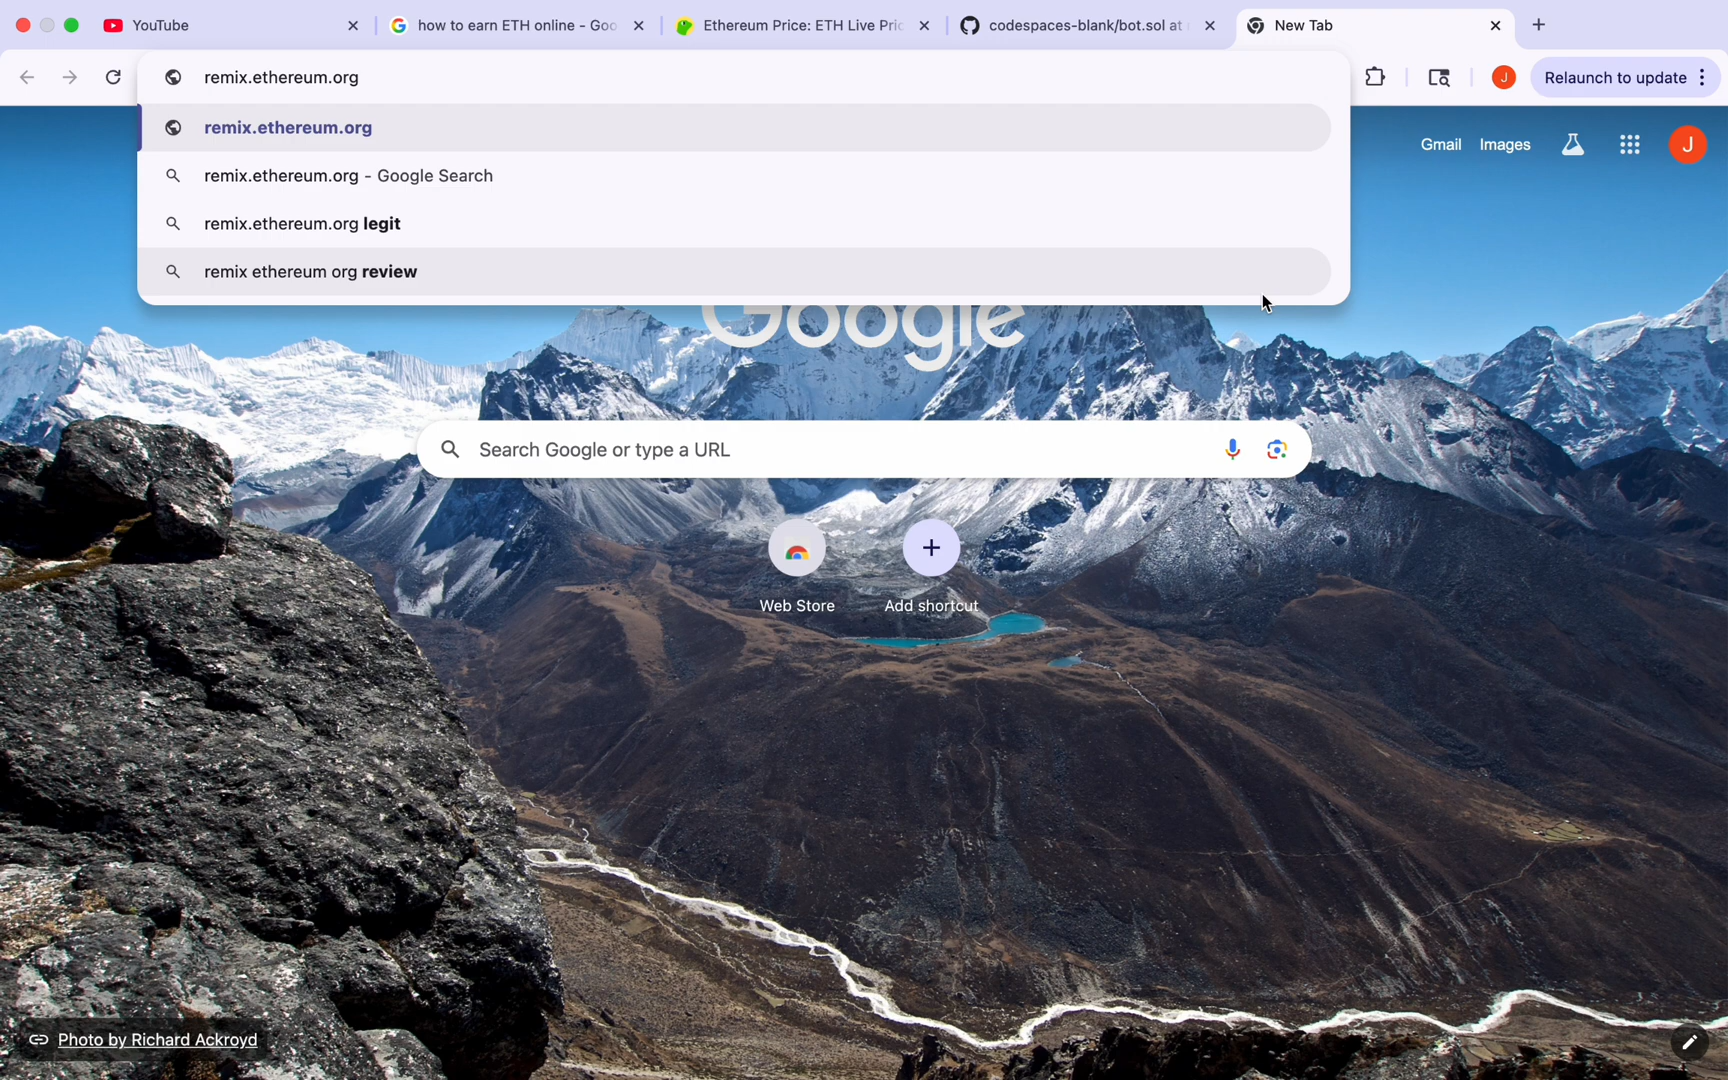 YouTube
how to earn ETH online - Goo
Ethereum Price: ETH Live Pric
codespaces-blank/bot.sol at
New Tab
remix.ethereum.org
J
Relaunch to update
remix.ethereum.org
remix.ethereum.org - Google Search
remix.ethereum.org legit
remix ethereum org review
Gmail
Images
J
Google
Search Google or type a URL
Web Store
Add shortcut
Photo by Richard Ackroyd